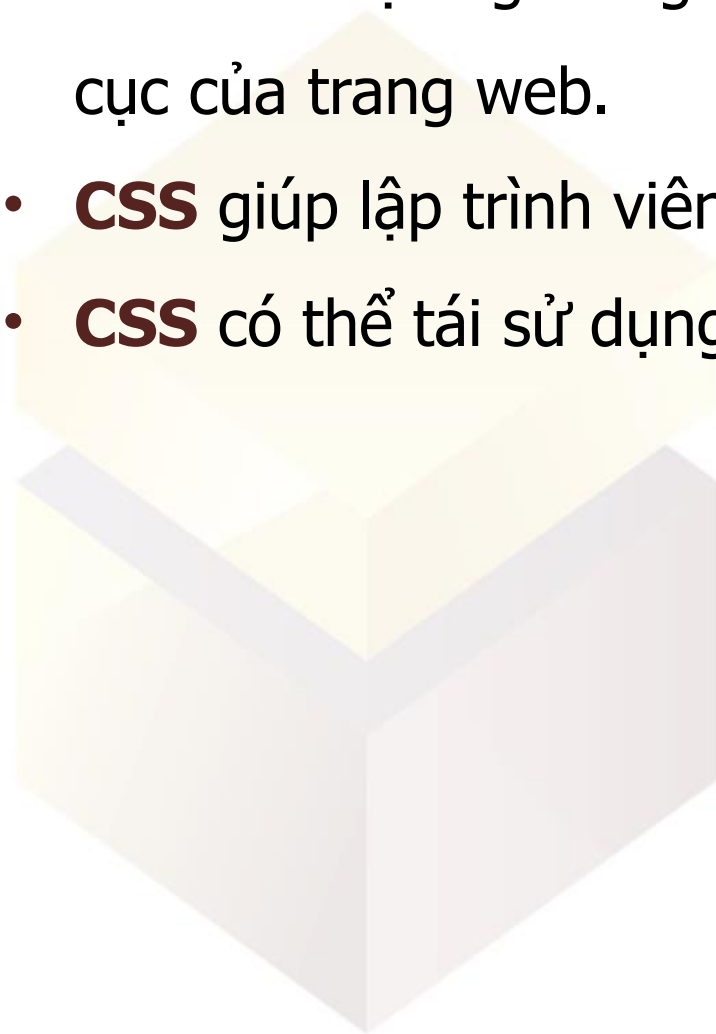 cục của trang web.
• CSS giúp lập trình viên
• CSS có thể tái sử dụng